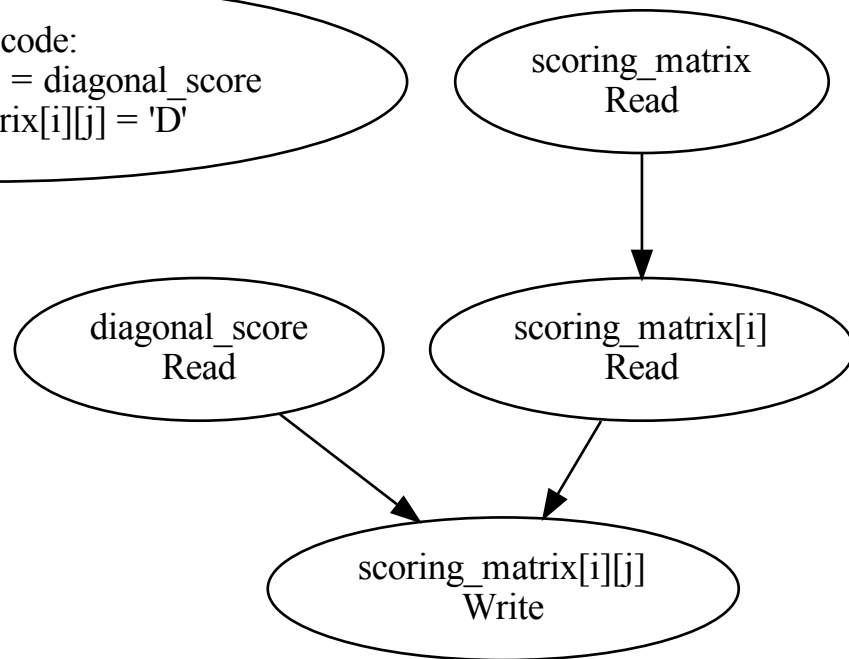 code:
= diagonal_score
rix[i][j] = 'D'
scoring_matrix
Read
diagonal_score
Read
scoring_matrix[i]
Read
scoring_matrix[i][j]
Write